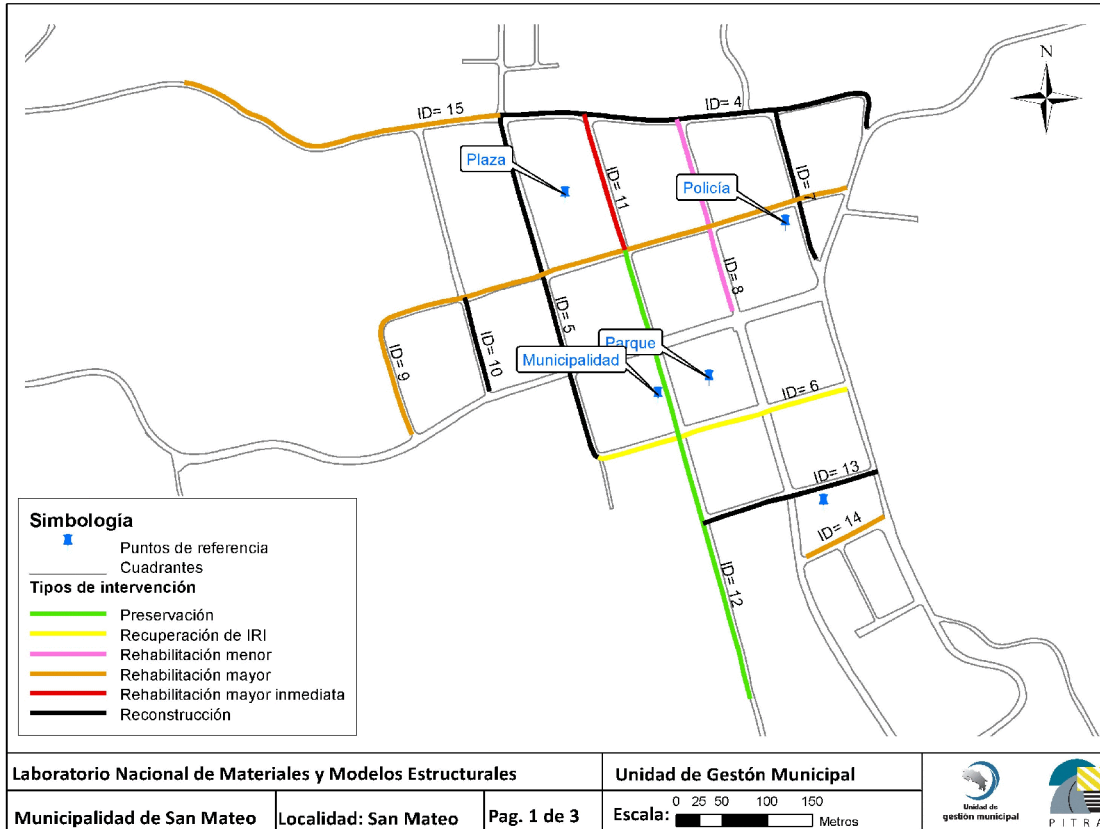 N
ID= 15
ID= 4
Plaza
Policía
ID= 11
ID= 7
ID= 8
ID= 5
Parque
Municipalidad
ID= 10
ID= 9
ID= 6
ID= 13
ID= 14
ID= 12
Simbología
Puntos de referencia
Cuadrantes
Tipos de intervención
Preservación
Recuperación de IRI
Rehabilitación menor
Rehabilitación mayor
Rehabilitación mayor inmediata
Reconstrucción
Laboratorio Nacional de Materiales y Modelos Estructurales
Unidad de Gestión Municipal
Municipalidad de San Mateo
Localidad: San Mateo
Pag. 1 de 3
Escala:
0 25 50 100 150
Metros
Unidad de
gestión municipal
PITRA